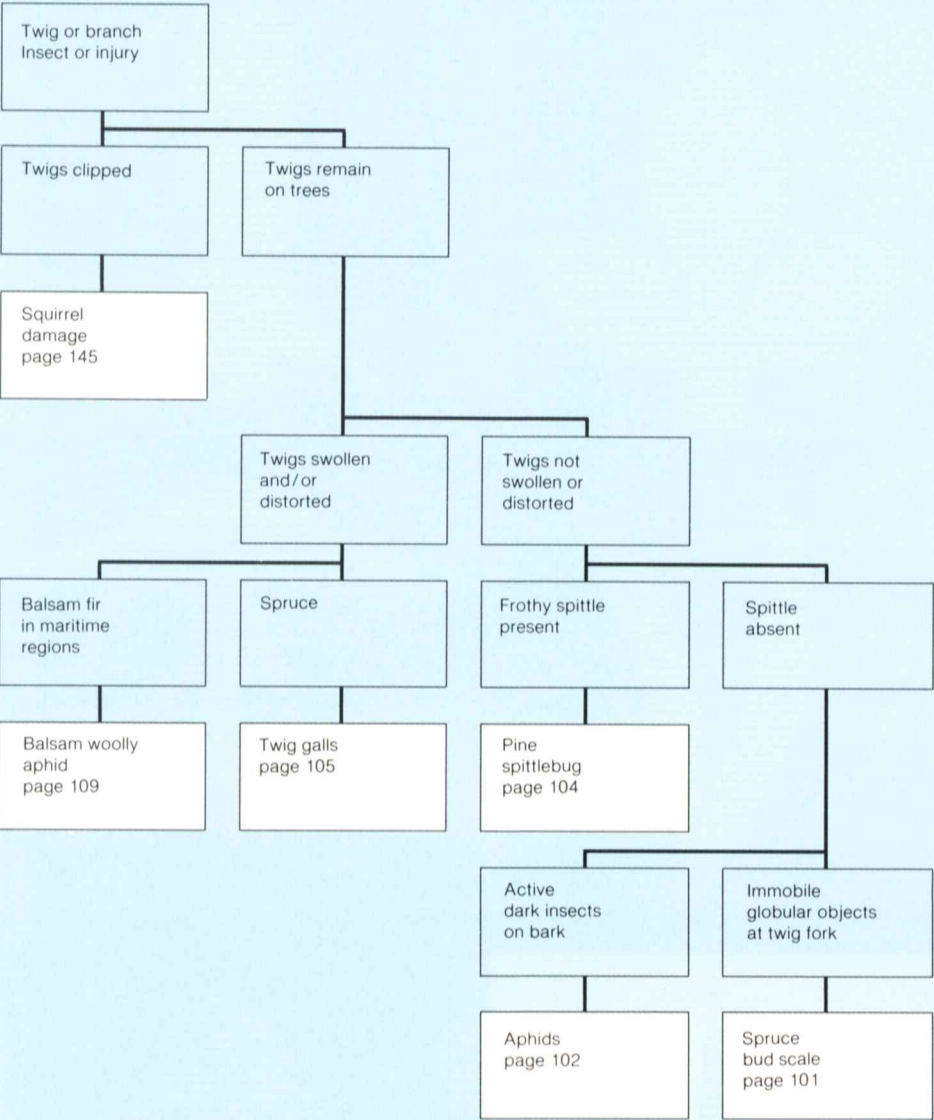 Twig or branch
Insect or injury
Twigs clipped
Twigs remain
on trees
Squirrel
damage
page 145
Twigs swollen
and/or
distorted
Twigs not
swollen or
distorted
Balsam fir
in maritime
regions
Spruce
Frothy spittle
present
Spittle
absent
Balsam woolly
aphid
page 109
Twig galls
page 105
Pine
spittlebug
page 104
Active
dark insects
on bark
Immobile
globular objects
at twig fork
Aphids
page 102
Spruce
bud scale
page 101